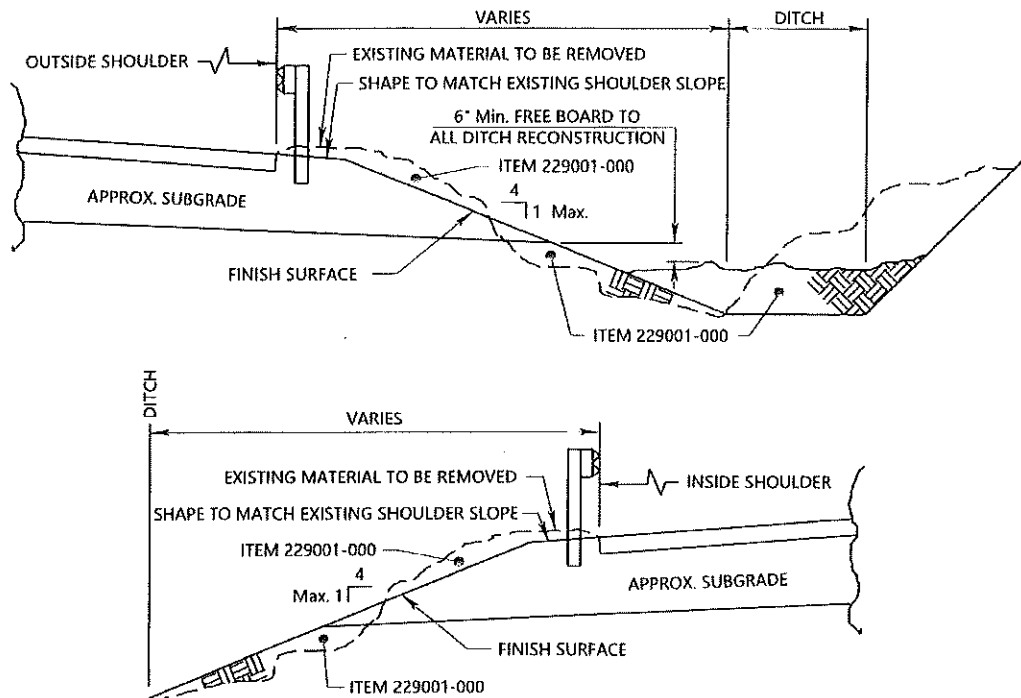 VARIES
DITCH
OUTSIDE SHOULDER
EXISTING MATERIAL TO BE REMOVED
SHAPE TO MATCH EXISTING SHOULDER SLOPE
6" Min. FREE BOARD TO
ALL DITCH RECONSTRUCTION
ITEM 229001-000
APPROX. SUBGRADE
4
1 Max.
FINISH SURFACE
ITEM 229001-000
DITCH
VARIES
EXISTING MATERIAL TO BE REMOVED
INSIDE SHOULDER
SHAPE TO MATCH EXISTING SHOULDER SLOPE
ITEM 229001-000
4
Max. 1
APPROX. SUBGRADE
FINISH SURFACE
ITEM 229001-000